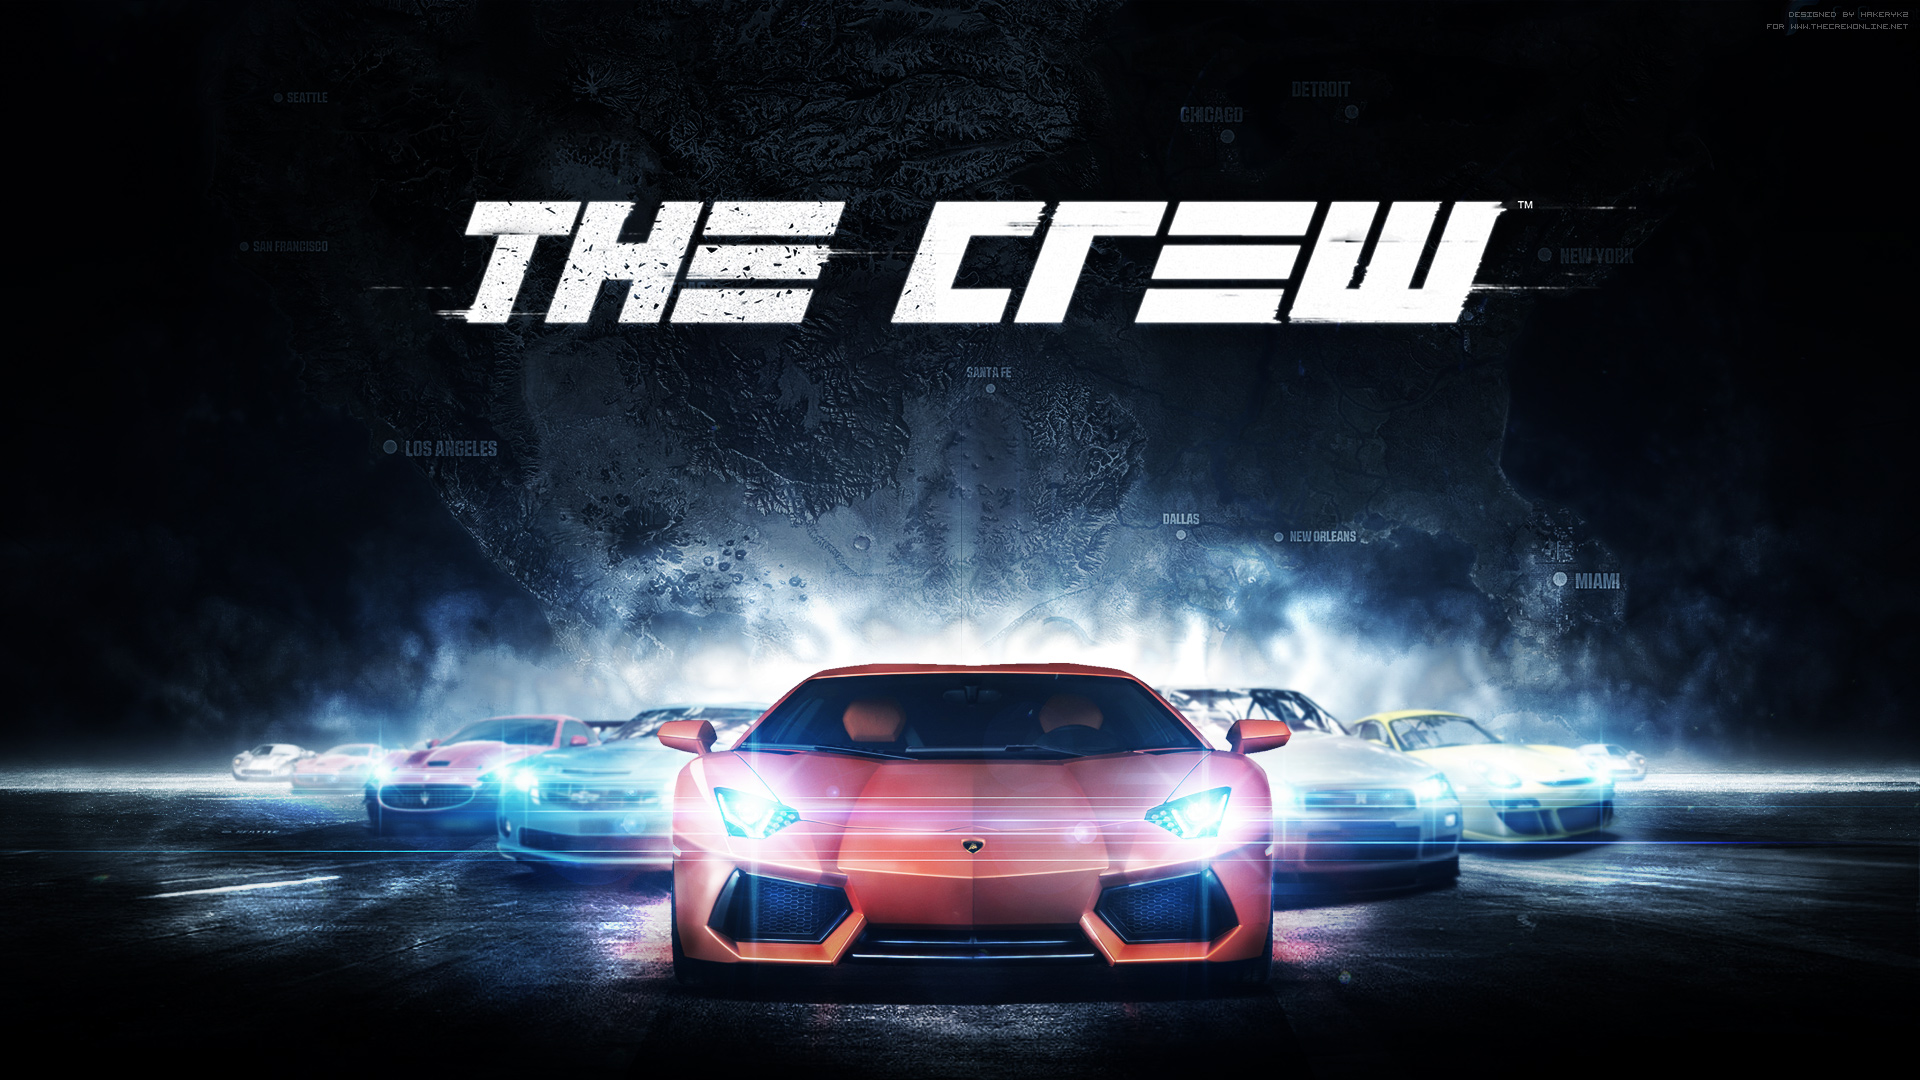 DESIGNED BY HAKERYK2
FOR WWW.THECREWONLINE.NET
SEATTLE
DETROIT
CHICAGO
THE CREW™
SAN FRANCISCO
NEW YORK
SANTA FE
LOS ANGELES
DALLAS
NEW ORLEANS
MIAMI
SEATTLE